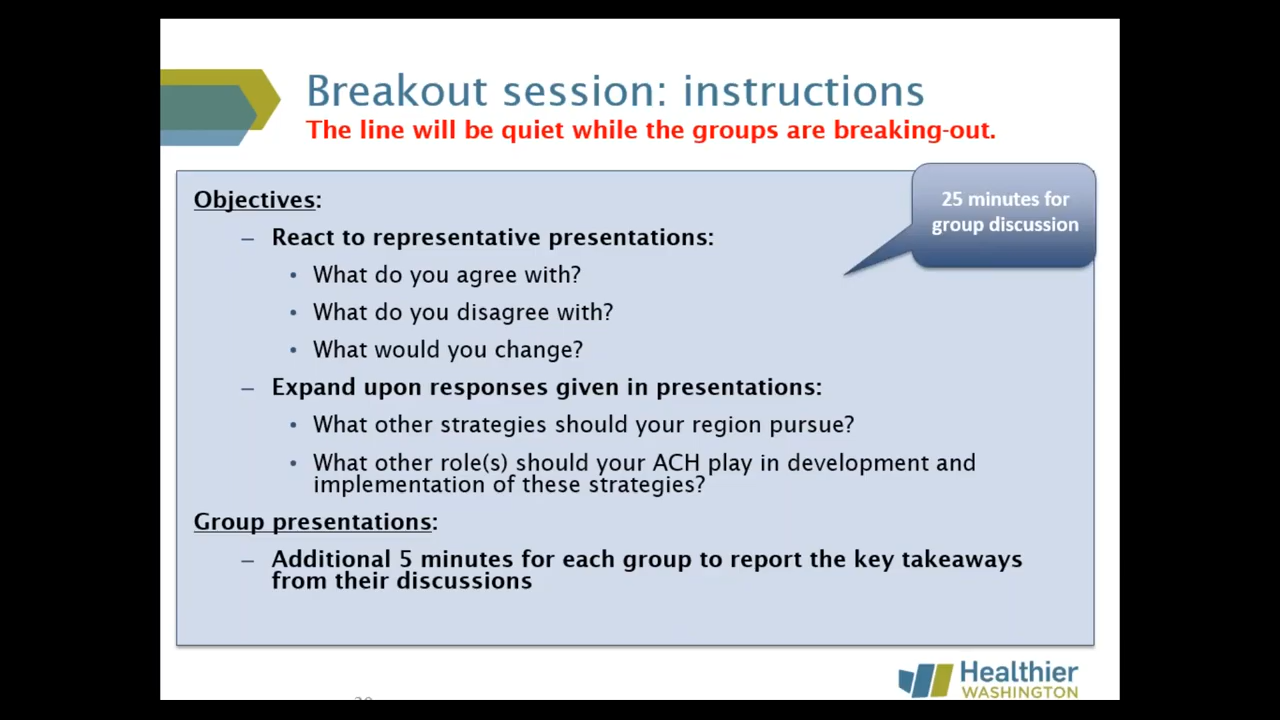 Breakout session: instructions
The line will be quiet while the groups are breaking-out.
25 minutes for
group discussion
Objectives:
– React to representative presentations:
• What do you agree with?
• What do you disagree with?
• What would you change?
– Expand upon responses given in presentations:
• What other strategies should your region pursue?
• What other role(s) should your ACH play in development and
implementation of these strategies?
Group presentations:
– Additional 5 minutes for each group to report the key takeaways
from their discussions
Healthier
WASHINGTON